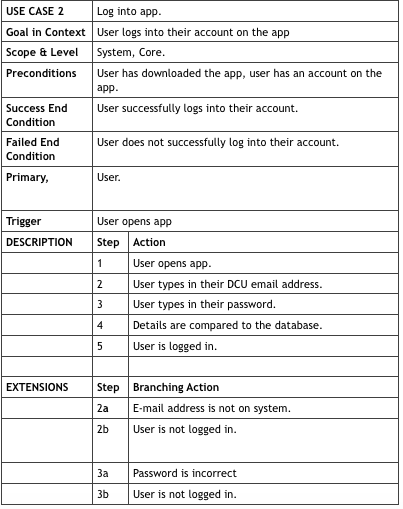 USE CASE 2 Log into app.
Goal in Context User logs into their account on the app
Scope & Level System, Core.
Preconditions User has downloaded the app, user has an account on the
app.
Success End User successfully logs into their account.
Condition
Failed End User does not successfully log into their account.
Condition
Primary, User.
Trigger User opens app
DESCRIPTION Step Action
1 User opens app.
2 User types in their DCU email address.
3 User types in their password.
4 Details are compared to the database.
5 User is logged in.
EXTENSIONS Step Branching Action
2a E-mail address is not on system.
2b User is not logged in.
3a Password is incorrect
3b User is not logged in.